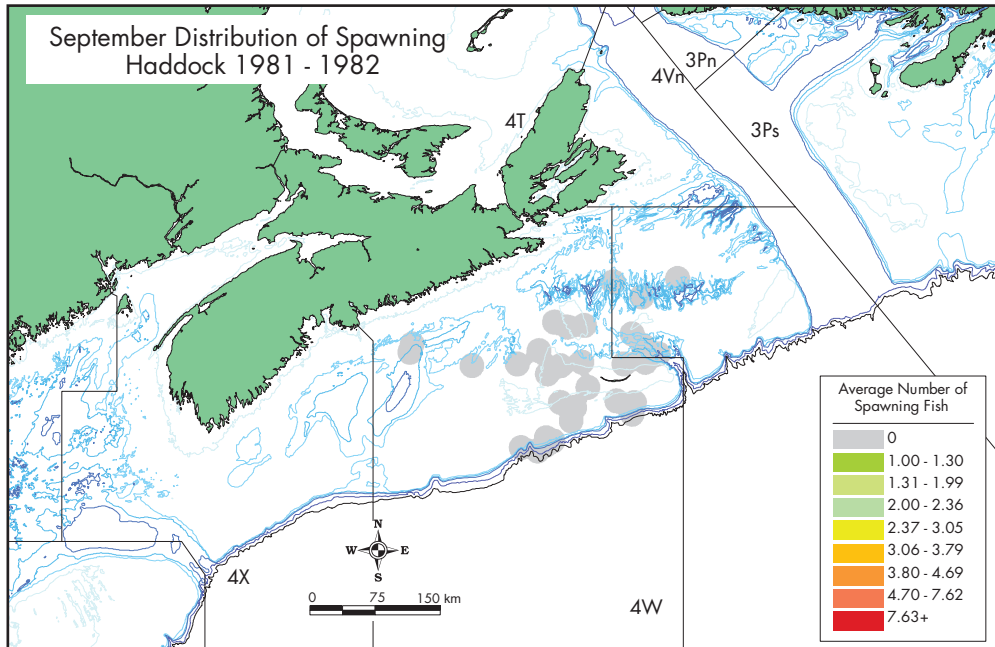 September Distribution of Spawning
Haddock 1981 - 1982
3Pn
4Vn
4T
3Ps
Average Number of
Spawning Fish
0
1.00 - 1.30
1.31 - 1.99
2.00 - 2.36
2.37 - 3.05
3.06 - 3.79
3.80 - 4.69
4.70 - 7.62
7.63+
N
W E
S
4X
0 75 150 km
4W